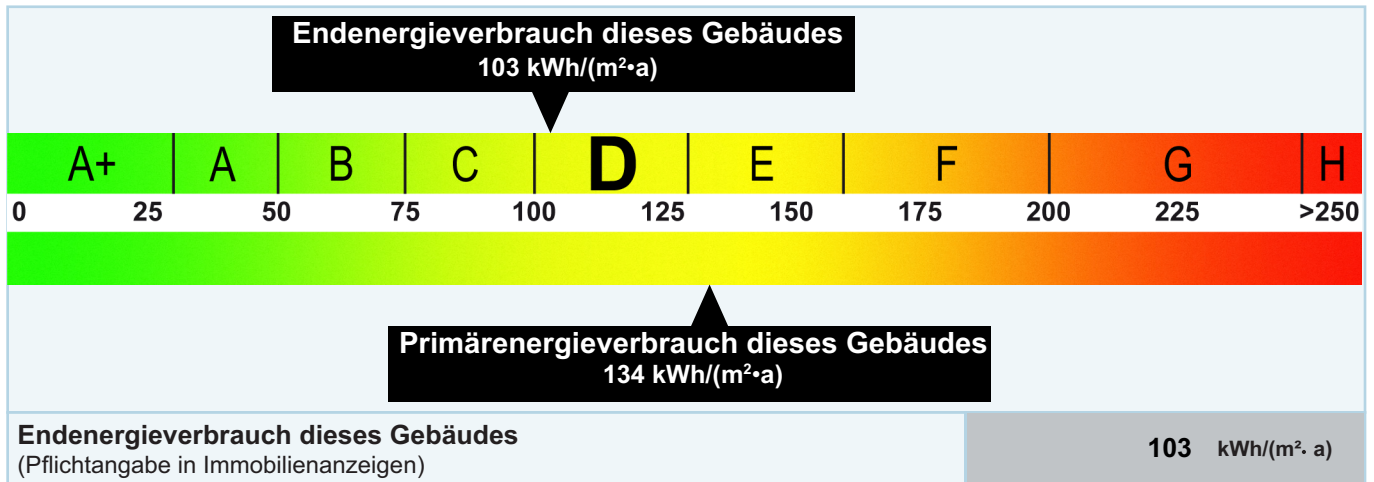 Endenergieverbrauch dieses Gebäudes
103 kWh/(m²•a)
A+ A B C D E F G H
0 25 50 75 100 125 150 175 200 225 >250
Primärenergieverbrauch dieses Gebäudes
134 kWh/(m²•a)
Endenergieverbrauch dieses Gebäudes
(Pflichtangabe in Immobilienanzeigen)
103 kWh/(m²· a)